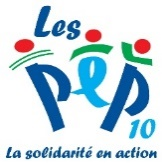 Les
PEP
10
La solidarité en action